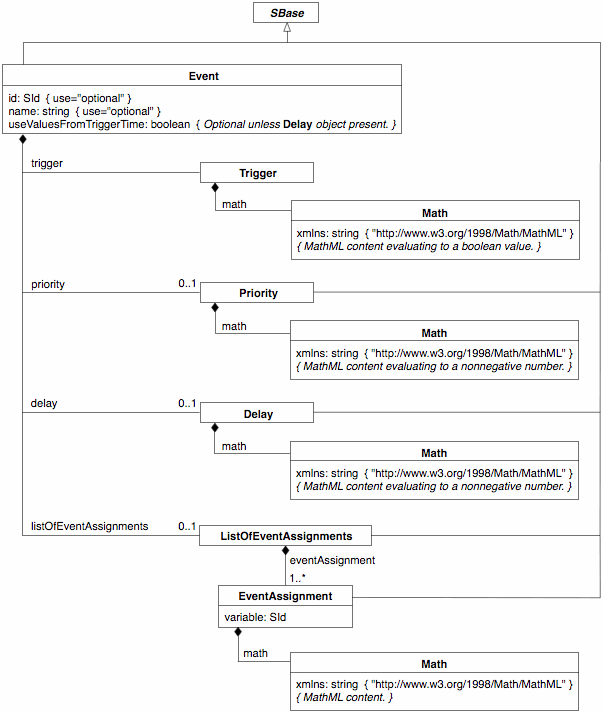 SBase
Event
id: SId { use="optional" }
name: string { use="optional" }
useValuesFromTriggerTime: boolean { Optional unless Delay object present. }
trigger
Trigger
math
Math
xmlns: string { "http://www.w3.org/1998/Math/MathML" }
{ MathML content evaluating to a boolean value. }
priority 0..1
Priority
math
Math
xmlns: string { "http://www.w3.org/1998/Math/MathML" }
{ MathML content evaluating to a nonnegative number. }
delay 0..1
Delay
math
Math
xmlns: string { "http://www.w3.org/1998/Math/MathML" }
{ MathML content evaluating to a nonnegative number. }
listOfEventAssignments 0..1
ListOfEventAssignments
eventAssignment
1..*
EventAssignment
variable: SId
math
Math
xmlns: string { "http://www.w3.org/1998/Math/MathML" }
{ MathML content. }